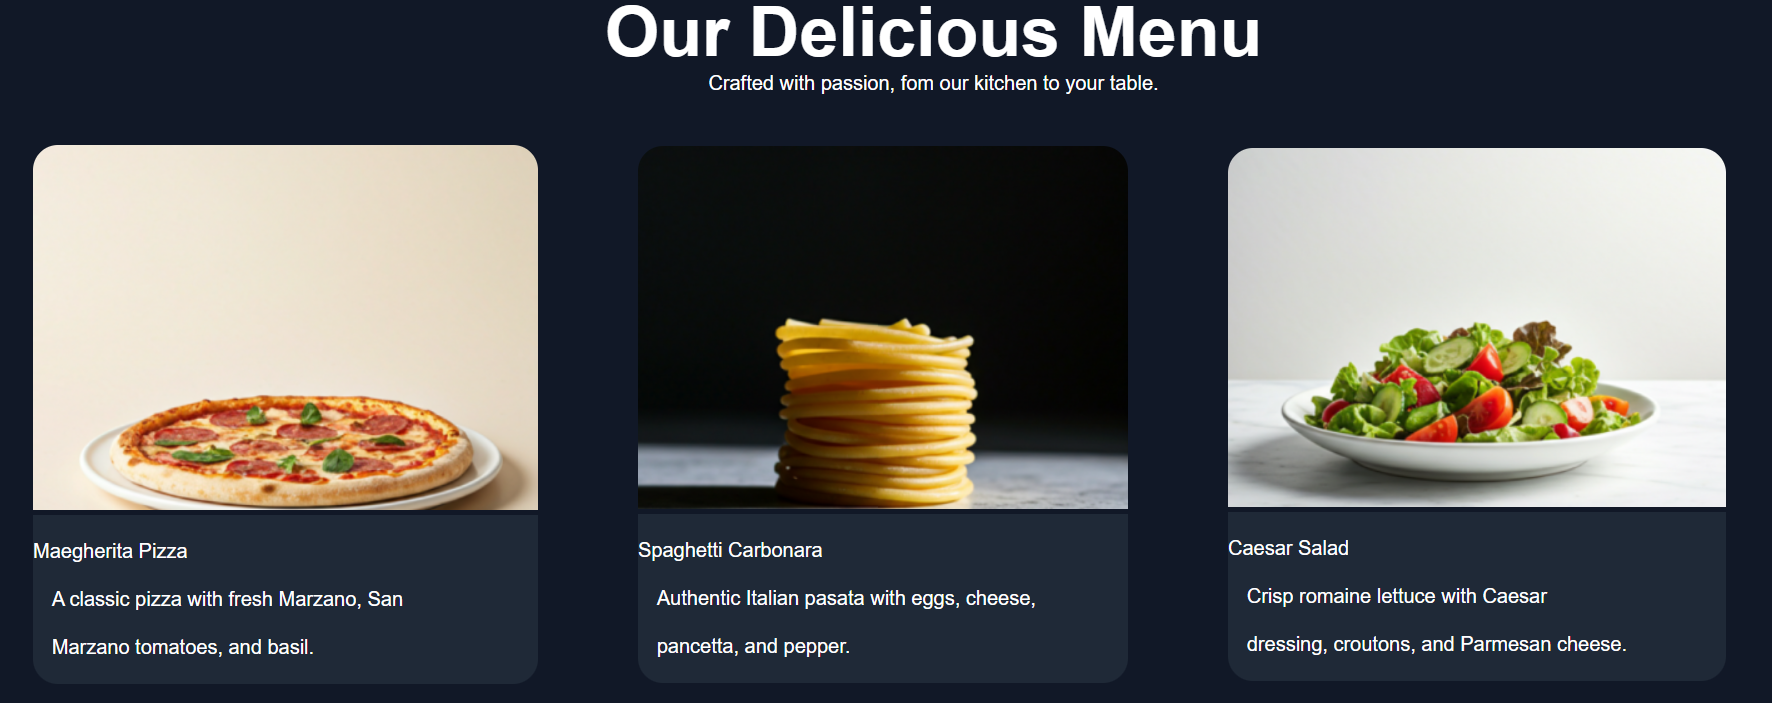 Our Delicious Menu
Crafted with passion, fom our kitchen to your table.
Maegherita Pizza
A classic pizza with fresh Marzano, San
Marzano tomatoes, and basil.
Spaghetti Carbonara
Authentic Italian pasata with eggs, cheese,
pancetta, and pepper.
Caesar Salad
Crisp romaine lettuce with Caesar
dressing, croutons, and Parmesan cheese.